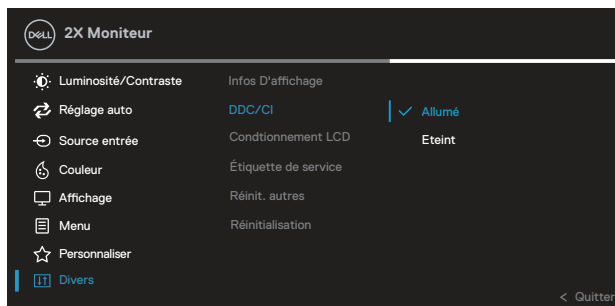 DELL 2X Moniteur
Luminosité/Contraste Infos D'affichage
Réglage auto DDC/CI Allumé
Source entrée Condtionnement LCD Eteint
Couleur Étiquette de service
Affichage Réinit. autres
Menu Réinitialisation
Personnaliser
Divers
< Quitter